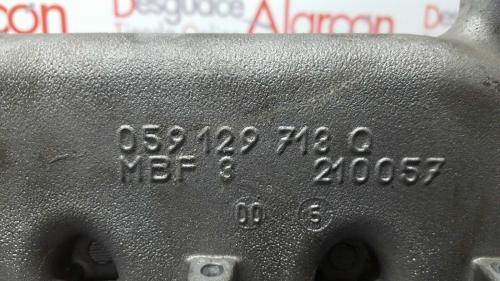 Desguace
Alarcon
059 129 713 Q
MBF 3 210057
00 5